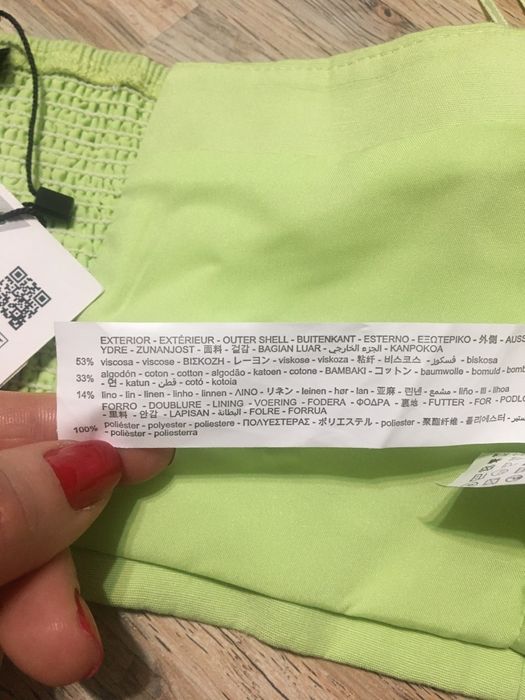 EXTERIOR - EXTÉRIEUR - OUTER SHELL - BUITENKANT - ESTERNO - ΕΞΩΤΕΡΙΚΟ - 外側 - AUSS
YDRE - ZUNANJOST - 面料 - 겉감 - BAGIAN LUAR - الجزء الخارجي - KANPOKOA
53% viscosa - viscose - ΒΙΣΚΟΖΗ - レーヨン - viskose - viskoza - 粘纤 - 비스코스 - فسكوز - biskosa
33% algodón - coton - cotton - algodão - katoen - cotone - ΒΑΜΒΑΚΙ - コットン - baumwolle - bomuld - bomb
- 면 - katun - قطن - cotó - kotoia
14% lino - lin - linen - linho - linnen - ΛΙΝΟ - リネン - leinen - hør - lan - 亚麻 - 린넨 - - lli - lihoa
FORRO - DOUBLURE - LINING - VOERING - FODERA - ΦΟΔΡΑ - 裏地 - FUTTER - FOR - PODLO
- 里料 - 안감 - LAPISAN - البطانة - FOLRE - FORRUA
100% poliéster - polyester - poliestere - ΠΟΛΥΕΣΤΕΡΑΣ - ポリエステル - poliester - 聚酯纤维 - 폴리에스터 -
- polièster - poliesterra